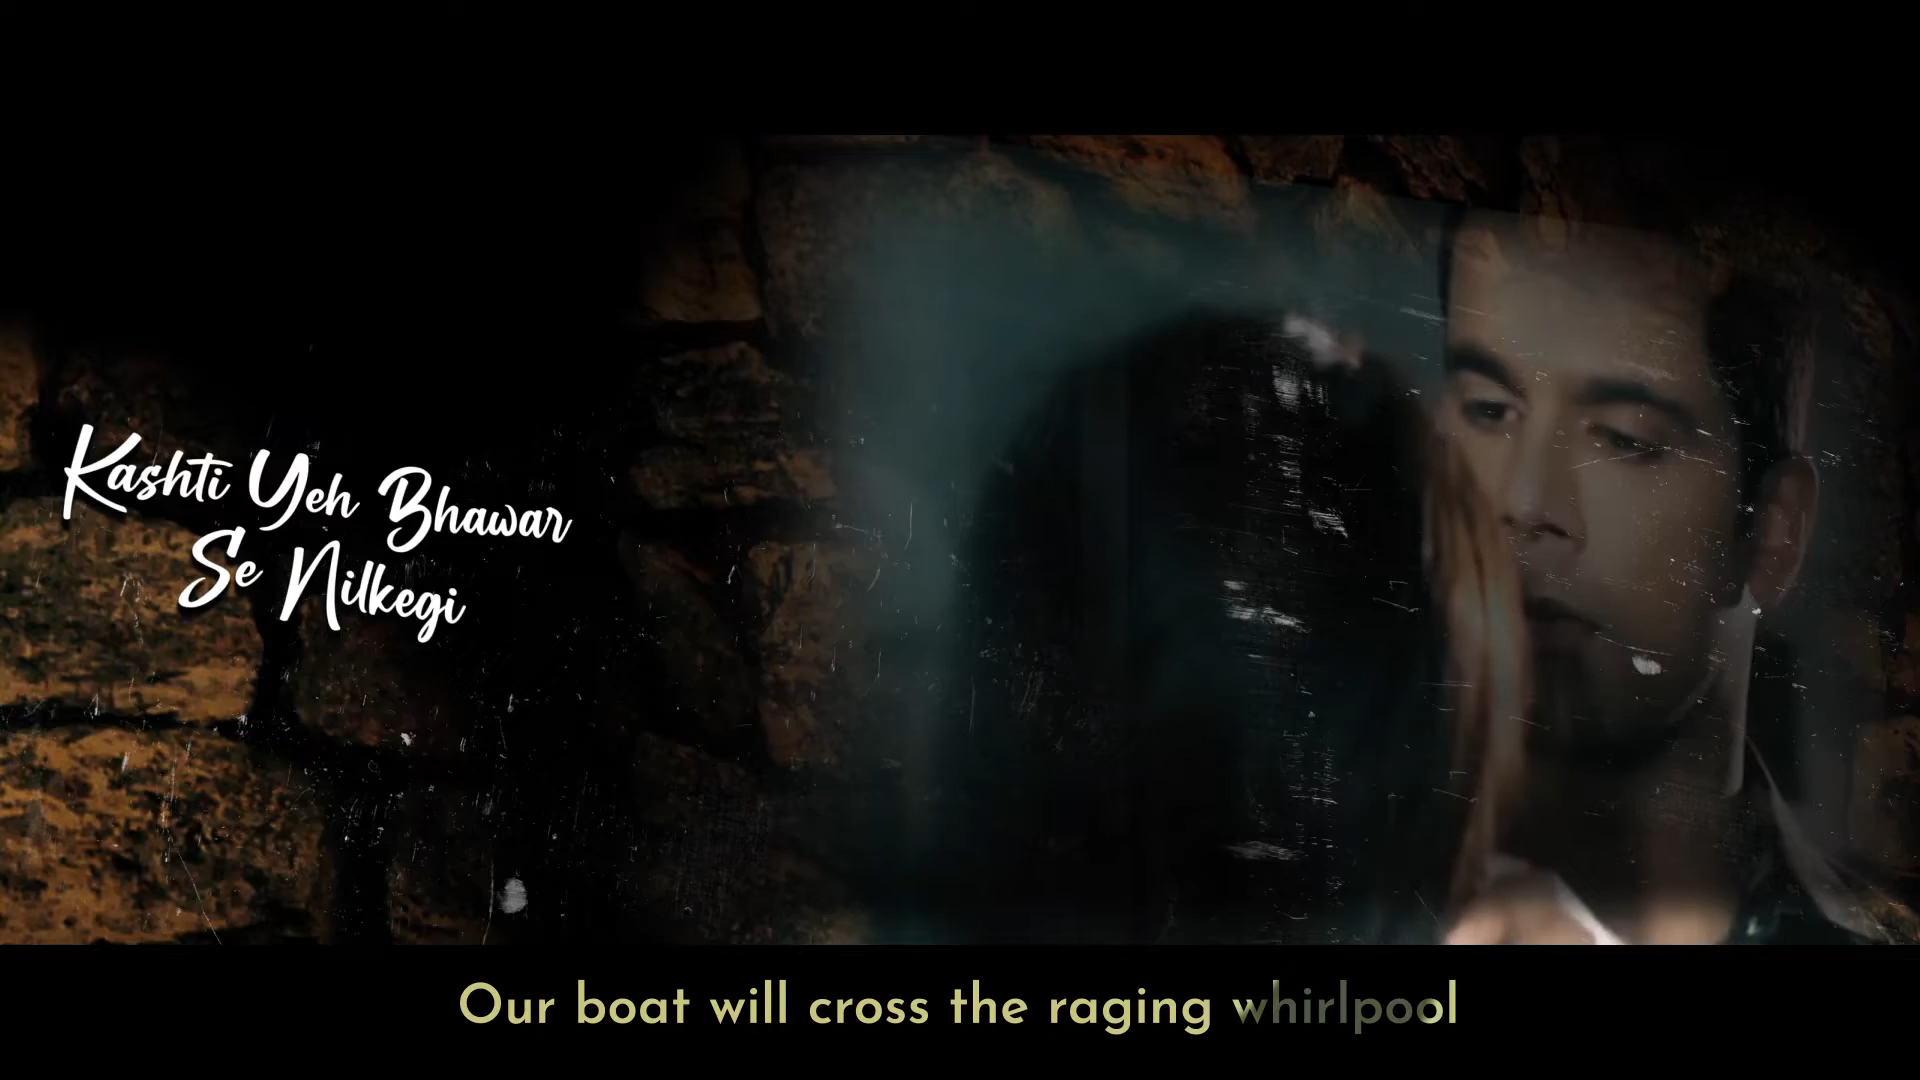 Kashti Yeh Bhawar
Se Nilkegi
Our boat will cross the raging whirlpool